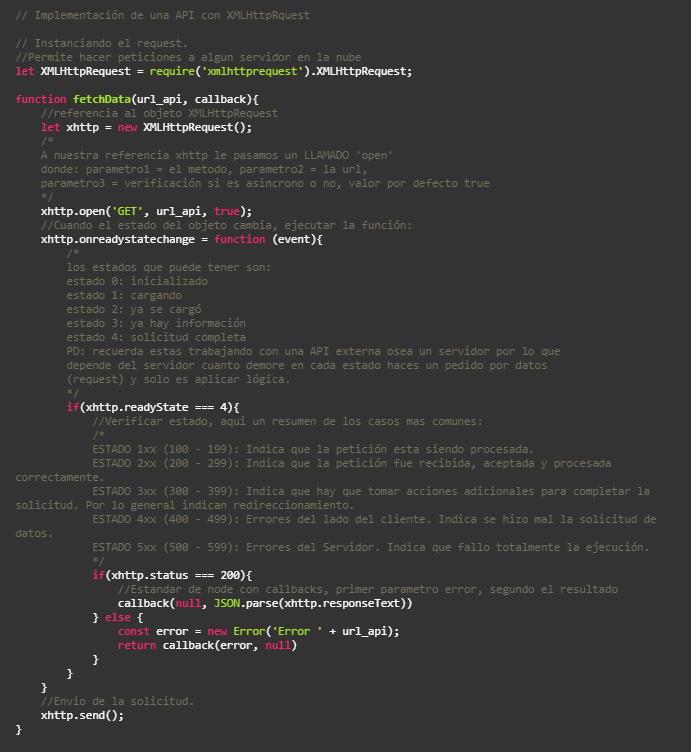 // Implementación de una API con XMLHttpRquest
// Instanciando el request.
//Permite hacer peticiones a algun servidor en la nube
let XMLHttpRequest = require('xmlhttprequest').XMLHttpRequest;
function fetchData(url_api, callback){
//referencia al objeto XMLHttpRequest
let xhttp = new XMLHttpRequest();
/*
A nuestra referencia xhttp le pasamos un LLAMADO 'open'
donde: parametro1 = el metodo, parametro2 = la url,
parametro3 = verificación si es asincrono o no, valor por defecto true
*/
xhttp.open('GET', url_api, true);
//Cuando el estado del objeto cambia, ejecutar la función:
xhttp.onreadystatechange = function (event){
/*
los estados que puede tener son:
estado 0: inicializado
estado 1: cargando
estado 2: ya se cargó
estado 3: ya hay información
estado 4: solicitud completa
PD: recuerda estas trabajando con una API externa osea un servidor por lo que
depende del servidor cuanto demore en cada estado haces un pedido por datos
(request) y solo es aplicar lógica.
*/
if(xhttp.readyState === 4){
//Verificar estado, aqui un resumen de los casos mas comunes:
/*
ESTADO 1xx (100 - 199): Indica que la petición esta siendo procesada.
ESTADO 2xx (200 - 299): Indica que la petición fue recibida, aceptada y procesada
correctamente.
ESTADO 3xx (300 - 399): Indica que hay que tomar acciones adicionales para completar la
solicitud. Por lo general indican redireccionamiento.
ESTADO 4xx (400 - 499): Errores del lado del cliente. Indica se hizo mal la solicitud de
datos.
ESTADO 5xx (500 - 599): Errores del Servidor. Indica que fallo totalmente la ejecución.
*/
if(xhttp.status === 200){
//Estandar de node con callbacks, primer parametro error, segundo el resultado
callback(null, JSON.parse(xhttp.responseText))
} else {
const error = new Error('Error ' + url_api);
return callback(error, null)
}
}
}
//Envio de la solicitud.
xhttp.send();
}